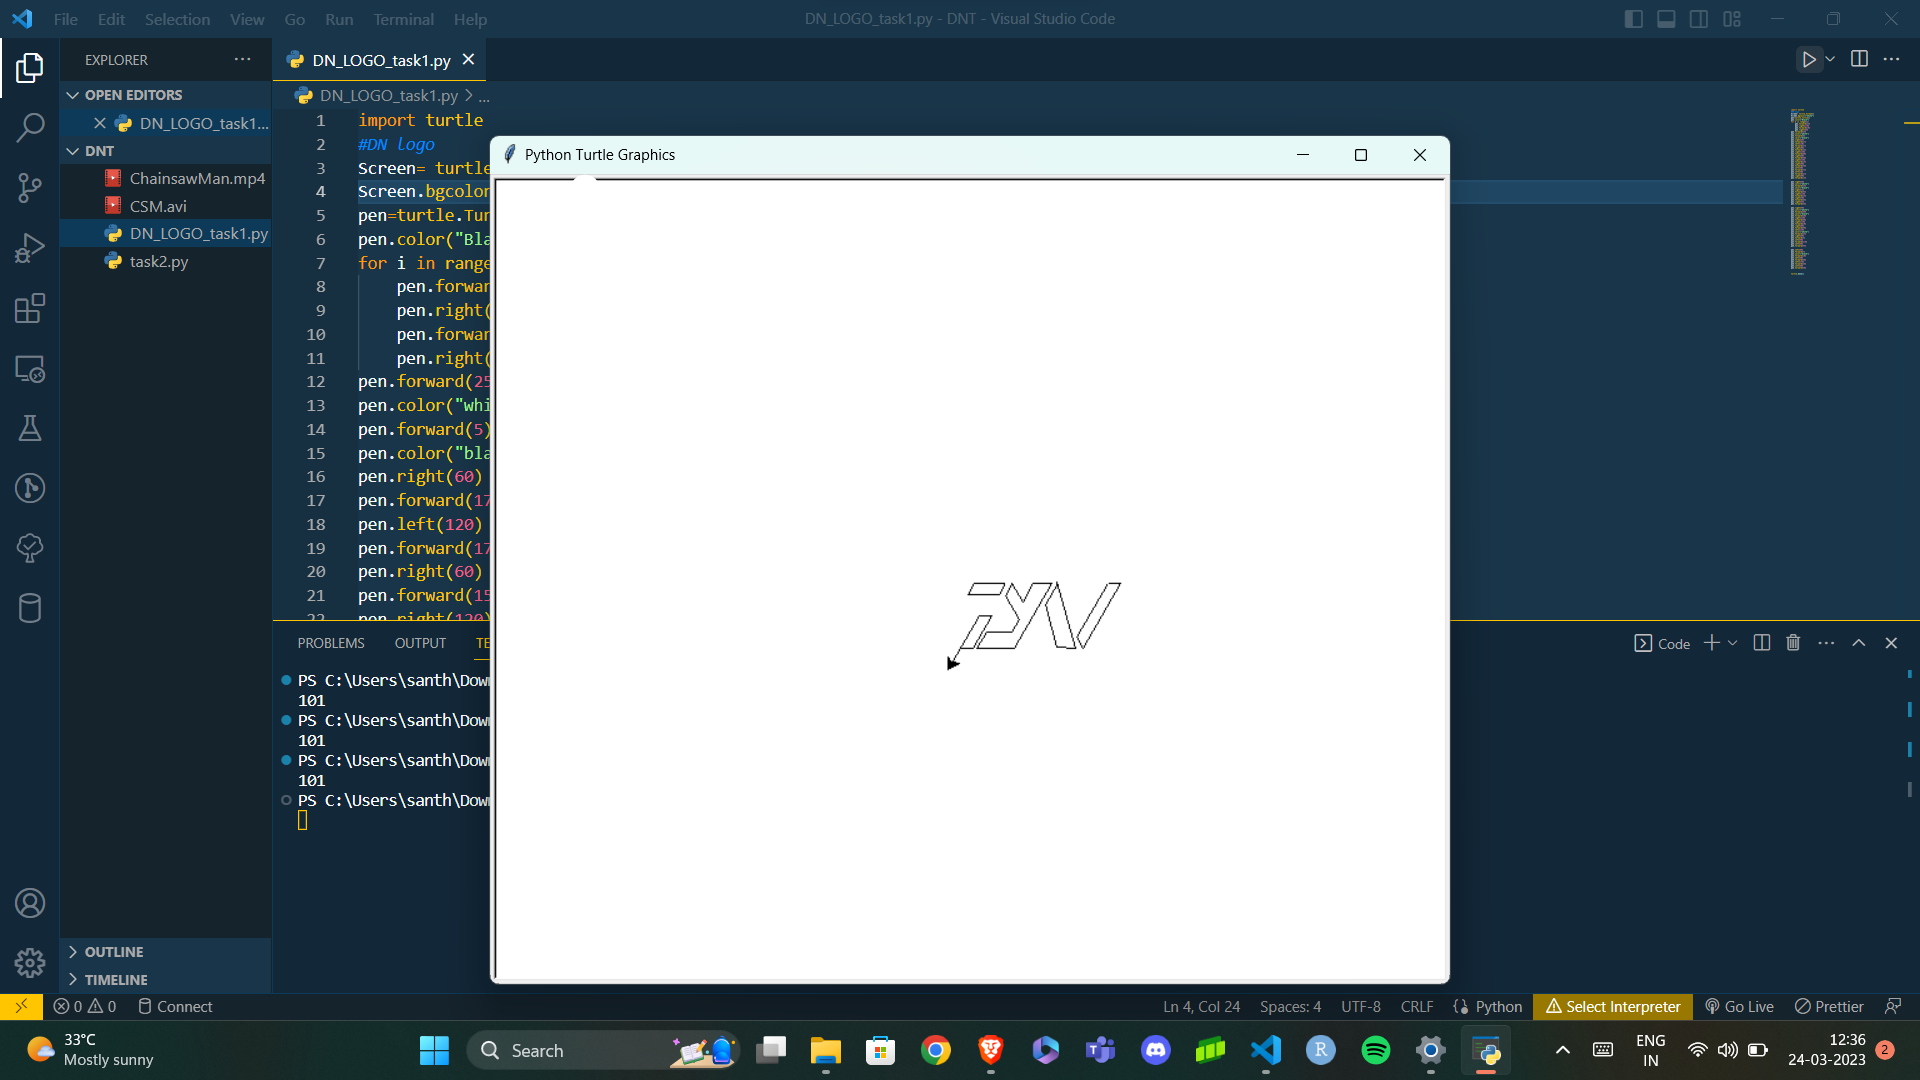 File Edit Selection View Go Run Terminal Help
DN_LOGO_task1.py - DNT - Visual Studio Code
EXPLORER
DN_LOGO_task1.py
OPEN EDITORS
DN_LOGO_task1...
DNT
ChainsawMan.mp4
CSM.avi
DN_LOGO_task1.py
task2.py
OUTLINE
TIMELINE
DN_LOGO_task1.py > ...
1 import turtle
2 #DN logo
3 Screen= turtle
4 Screen.bgcolor
5 pen=turtle.Tur
6 pen.color("Bla
7 for i in range
8 pen.forwar
9 pen.right(
10 pen.forwar
11 pen.right(
12 pen.forward(25
13 pen.color("whi
14 pen.forward(5)
15 pen.color("bla
16 pen.right(60)
17 pen.forward(17
18 pen.left(120)
19 pen.forward(17
20 pen.right(60)
21 pen.forward(15
22 pen.right(120)
Python Turtle Graphics
PROBLEMS OUTPUT TE
Code
PS C:\Users\santh\Dow
101
PS C:\Users\santh\Dow
101
PS C:\Users\santh\Dow
101
PS C:\Users\santh\Dow
0 0 Connect
Ln 4, Col 24 Spaces: 4 UTF-8 CRLF Python Select Interpreter Go Live Prettier
33°C
Mostly sunny
Search
ENG
IN
12:36
24-03-2023
2